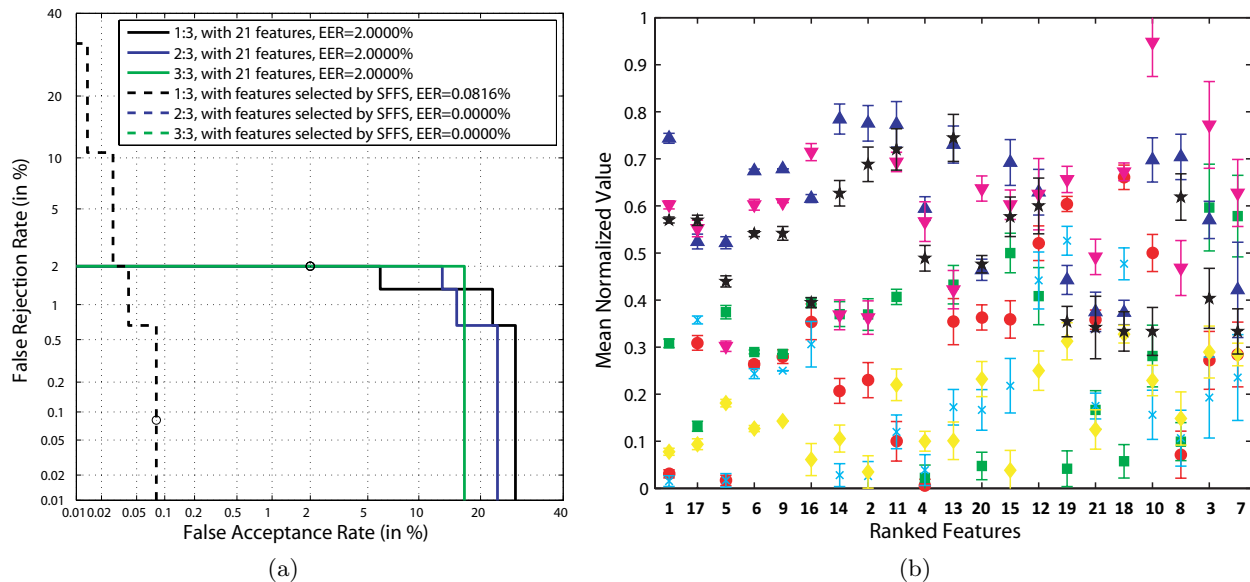 1:3, with 21 features, EER=2.0000%
2:3, with 21 features, EER=2.0000%
3:3, with 21 features, EER=2.0000%
1:3, with features selected by SFFS, EER=0.0816%
2:3, with features selected by SFFS, EER=0.0000%
3:3, with features selected by SFFS, EER=0.0000%
40
20
10
5
2
1
0.5
0.2
0.1
0.05
0.02
0.01
False Rejection Rate (in %)
0.01 0.02 0.05 0.1 0.2 0.5 1 2 5 10 20 40
False Acceptance Rate (in %)
(a)
1
0.9
0.8
0.7
0.6
0.5
0.4
0.3
0.2
0.1
0
Mean Normalized Value
1 17 5 6 9 16 14 2 11 4 13 20 15 12 19 21 18 10 8 3 7
Ranked Features
(b)